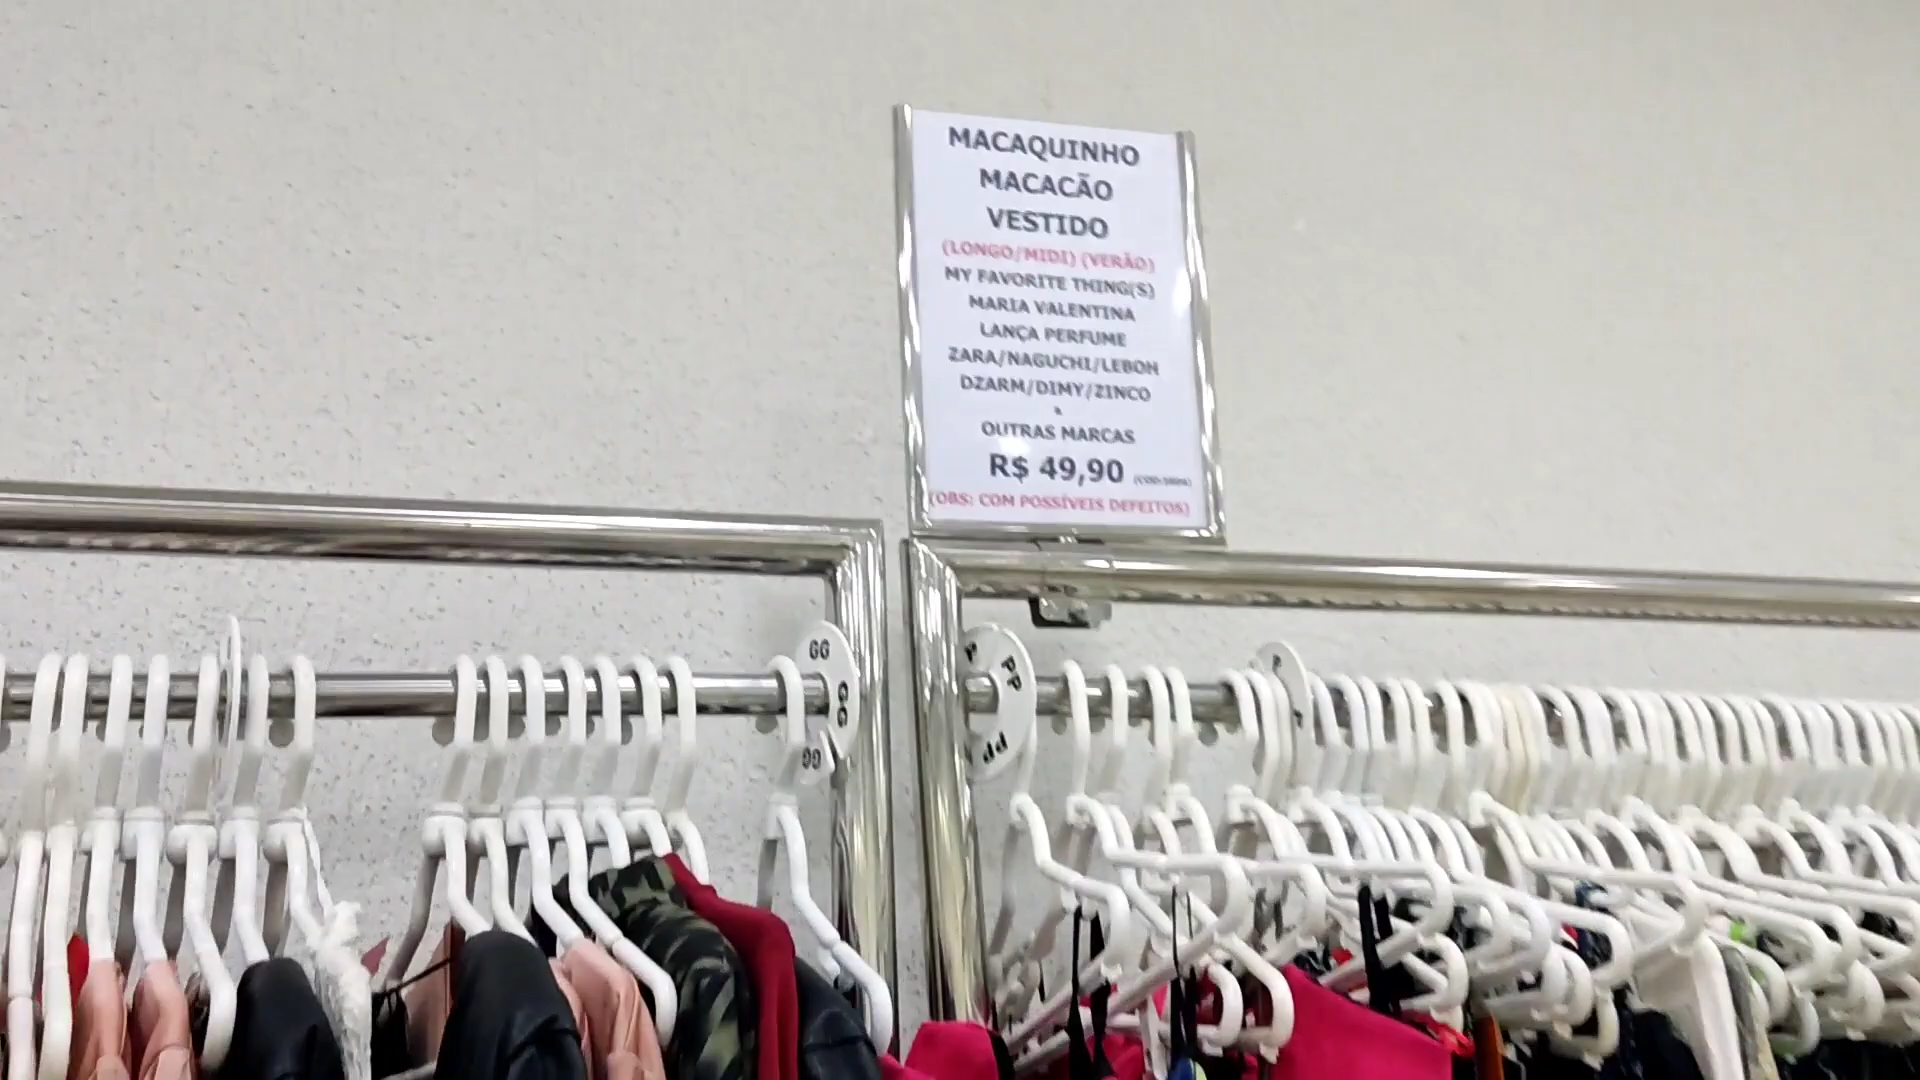 MACAQUINHO
MACACÃO
VESTIDO
(LONGO/MIDI) (VERÃO)
MY FAVORITE THING(S)
MARIA VALENTINA
LANÇA PERFUME
ZARA/NAGUCHI/LEBOH
DZARM/DIMY/ZINCO
OUTRAS MARCAS
R$ 49,90
(OBS: COM POSSÍVEIS DEFEITOS)
GG
GG
GG
PP
PP